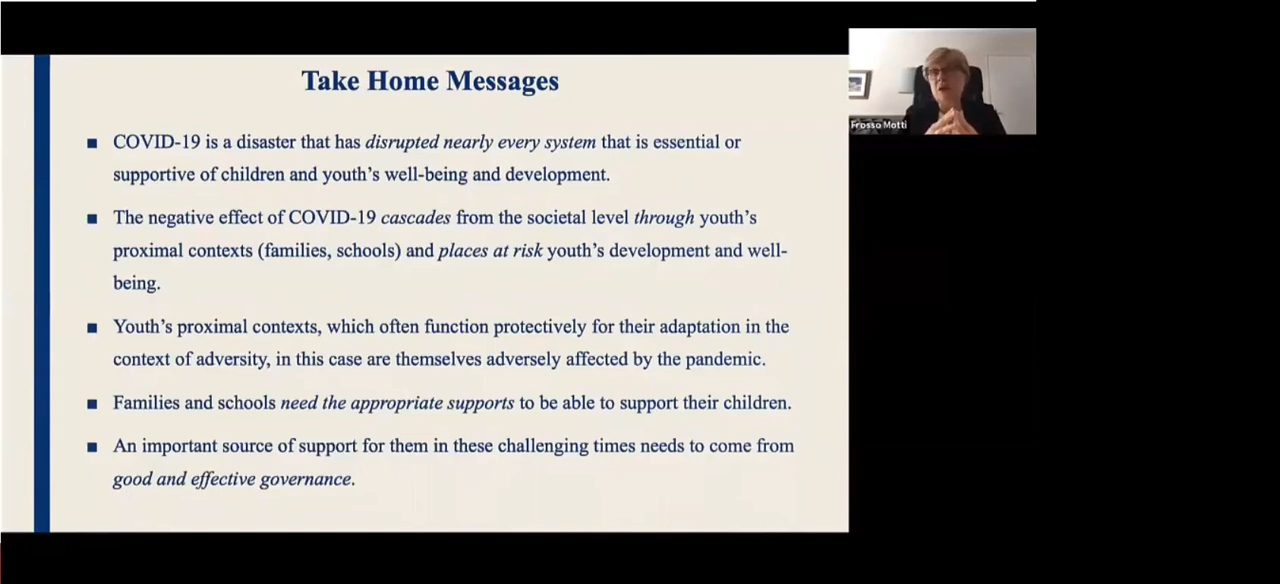 Take Home Messages
■ COVID-19 is a disaster that has disrupted nearly every system that is essential or
supportive of children and youth’s well-being and development.
■ The negative effect of COVID-19 cascades from the societal level through youth’s
proximal contexts (families, schools) and places at risk youth’s development and well-
being.
■ Youth’s proximal contexts, which often function protectively for their adaptation in the
context of adversity, in this case are themselves adversely affected by the pandemic.
■ Families and schools need the appropriate supports to be able to support their children.
■ An important source of support for them in these challenging times needs to come from
good and effective governance.
Frosso Motti